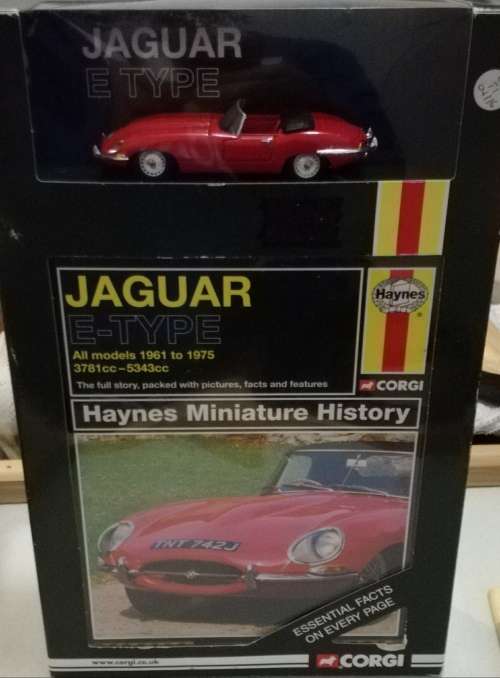 JAGUAR
E TYPE
JAGUAR
E-TYPE
All models 1961 to 1975
3781cc–5343cc
The full story, packed with pictures, facts and features
Haynes
®
CORGI
Haynes Miniature History
TNT 742J
ESSENTIAL FACTS
ON EVERY PAGE
www.corgi.co.uk
CORGI